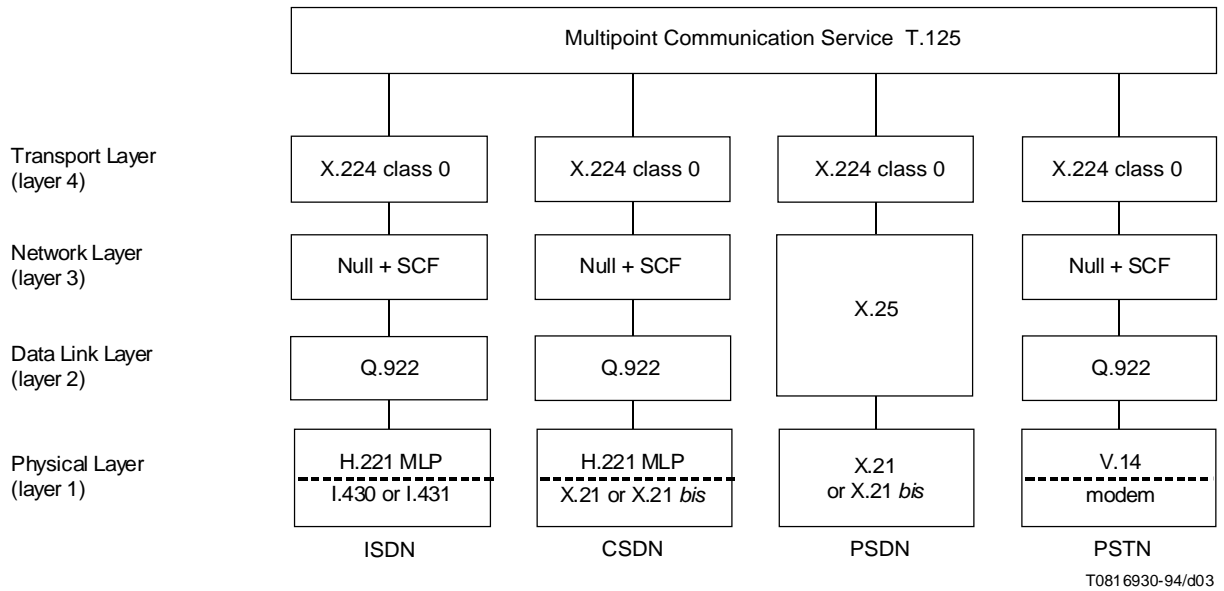 Multipoint Communication Service T.125
Transport Layer
(layer 4)
X.224 class 0
X.224 class 0
X.224 class 0
X.224 class 0
Network Layer
(layer 3)
Null + SCF
Null + SCF
X.25
Null + SCF
Data Link Layer
(layer 2)
Q.922
Q.922
Q.922
Physical Layer
(layer 1)
H.221 MLP
I.430 or I.431
H.221 MLP
X.21 or X.21 bis
X.21
or X.21 bis
V.14
modem
ISDN
CSDN
PSDN
PSTN
T0816930-94/d03